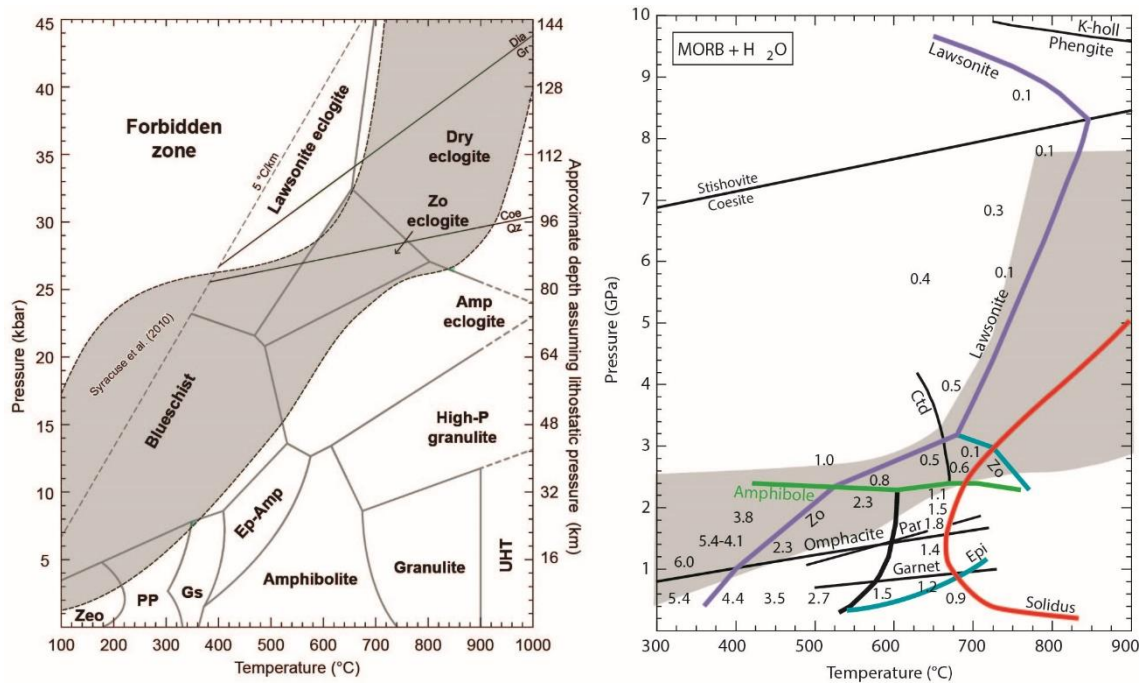 45
40
35
30
25
20
15
10
5
Pressure (kbar)
144
128
112
96
80
64
48
32
16
Approximate depth assuming lithostatic pressure (km)
100 200 300 400 500 600 700 800 900 1000
Temperature (°C)
Forbidden
zone
5 °C/km
Lawsonite eclogite
Dia
Gr
Dry
eclogite
Zo
eclogite
Coe
Qz
Syracuse et al. (2010)
Blueschist
Amp
eclogite
High-P
granulite
Ep-Amp
Zeo
PP
Gs
Amphibolite
Granulite
UHT
10
9
8
7
6
5
4
3
2
1
0
Pressure (GPa)
300 400 500 600 700 800 900
Temperature (°C)
MORB + H2O
K-holl
Phengite
Lawsonite
0.1
Stishovite
Coesite
0.1
0.3
0.4
0.1
Lawsonite
0.5
Ctd
1.0
0.5
0.1
0.6
Zo
0.8
Amphibole
2.3
1.1
1.5
3.8
Zo
Par
1.8
5.4-4.1
2.3
Omphacite
1.4
Epi
6.0
Garnet
5.4
4.4
3.5
2.7
1.5
1.2
0.9
Solidus